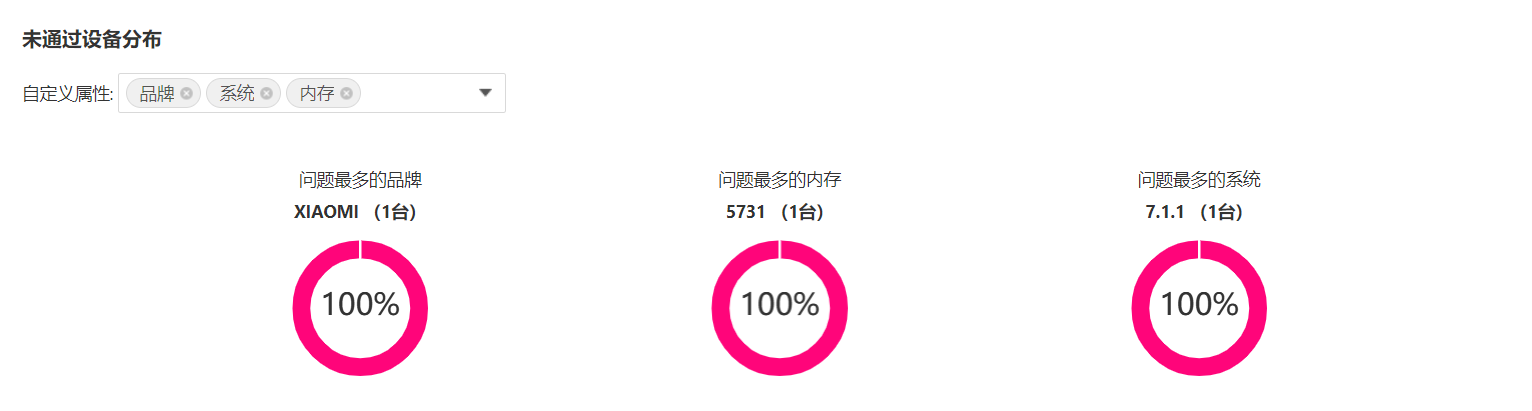 未通过设备分布
自定义属性: 品牌 系统 内存
问题最多的品牌
XIAOMI （1台）
100%
问题最多的内存
5731 （1台）
100%
问题最多的系统
7.1.1 （1台）
100%